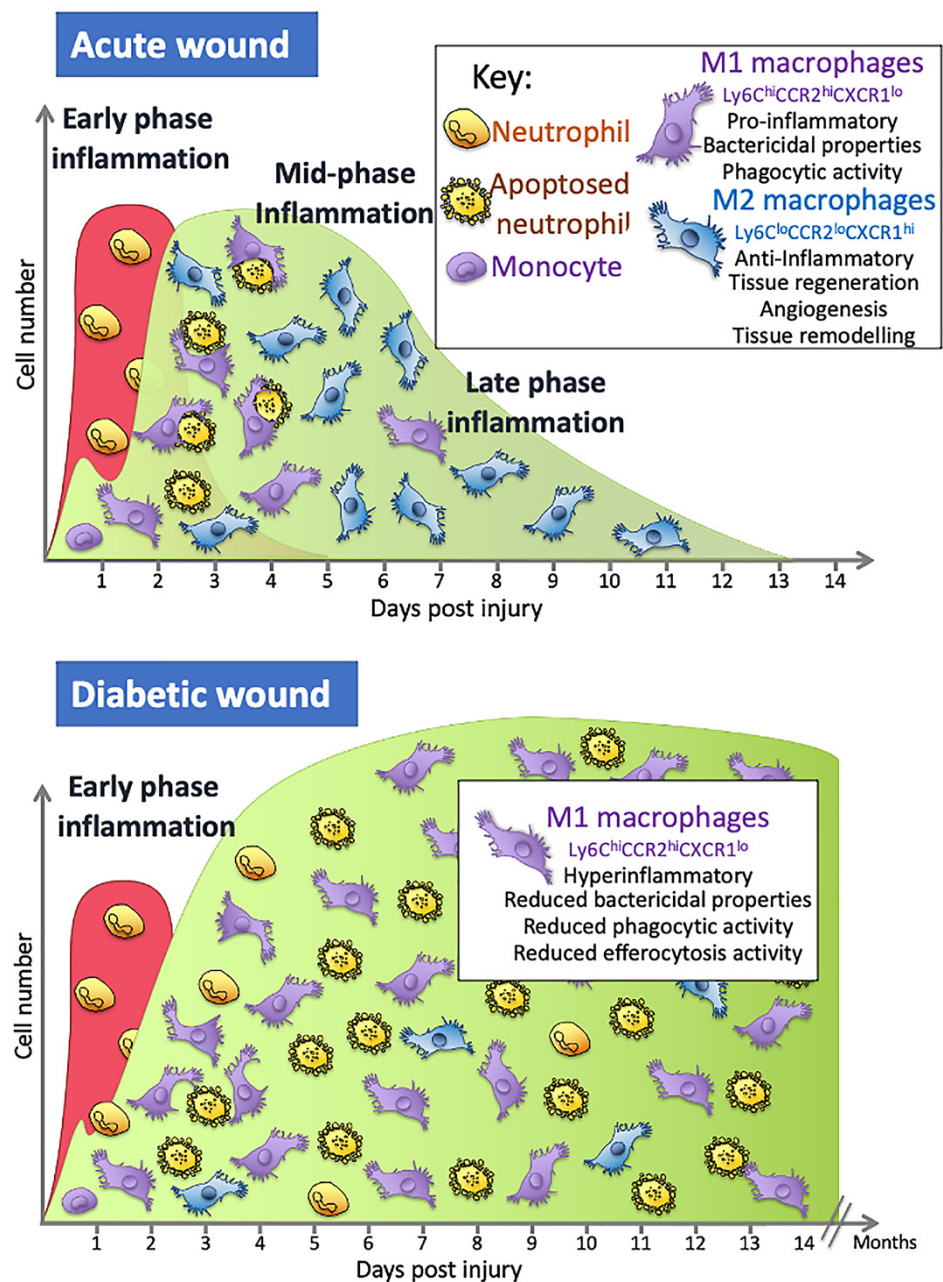 Acute wound
Early phase
inflammation
Mid-phase
Inflammation
Late phase
inflammation
Key:
Neutrophil
Apoptosed
neutrophil
Monocyte
M1 macrophages
Ly6ChiCCR2hiCXCR1lo
Pro-inflammatory
Bactericidal properties
Phagocytic activity
M2 macrophages
Ly6CloCCR2loCXCR1hi
Anti-Inflammatory
Tissue regeneration
Angiogenesis
Tissue remodelling
Cell number
1 2 3 4 5 6 7 8 9 10 11 12 13 14
Days post injury
Diabetic wound
Early phase
inflammation
M1 macrophages
Ly6ChiCCR2hiCXCR1lo
Hyperinflammatory
Reduced bactericidal properties
Reduced phagocytic activity
Reduced efferocytosis activity
Cell number
1 2 3 4 5 6 7 8 9 10 11 12 13 14 Months
Days post injury